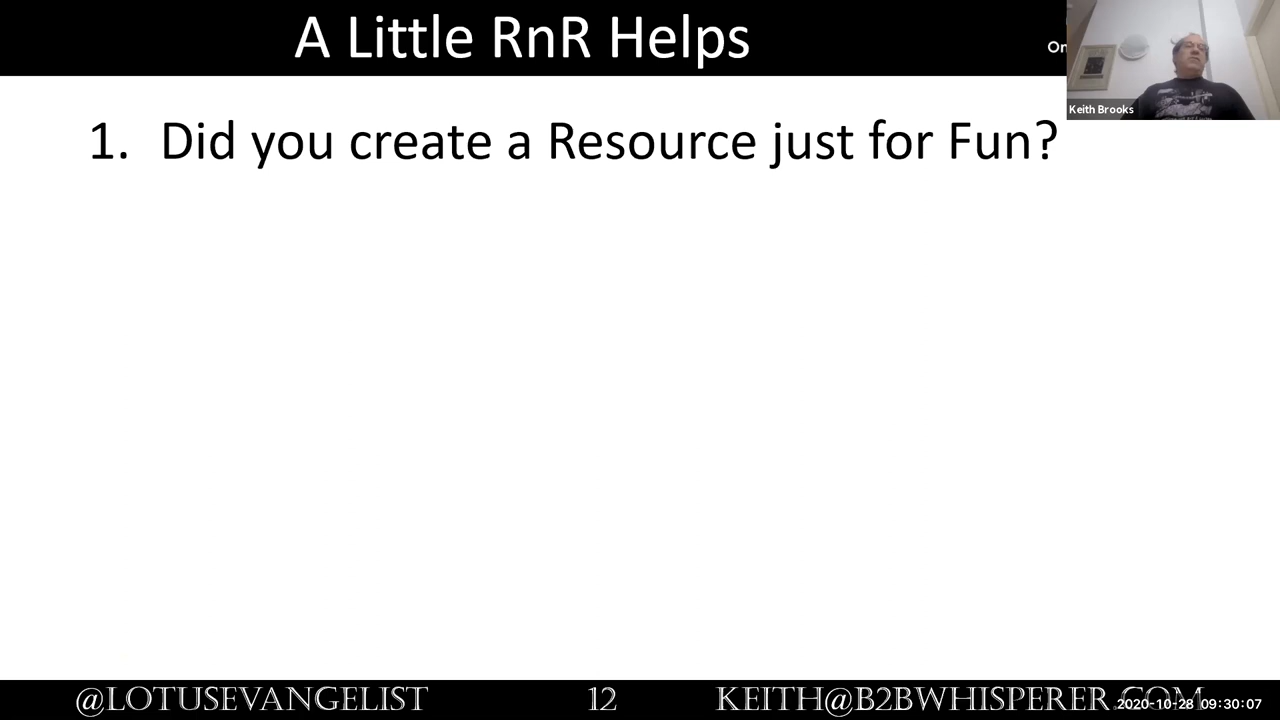 A Little RnR Helps
On
Keith Brooks
1. Did you create a Resource just for Fun?
@LOTUSEVANGELIST 12 KEITH@B2BWHISPERER.COM
2020-10-28 09:30:07